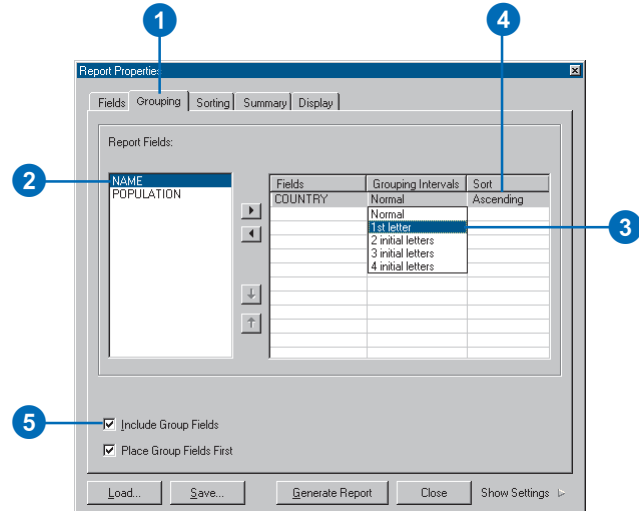 1
4
Report Properties
Fields Grouping Sorting Summary Display
Report Fields:
2
NAME
POPULATION
Fields Grouping Intervals Sort
COUNTRY Normal Ascending
Normal
1st letter
3
2 initial letters
3 initial letters
4 initial letters
5
Include Group Fields
Place Group Fields First
Load... Save... Generate Report Close Show Settings